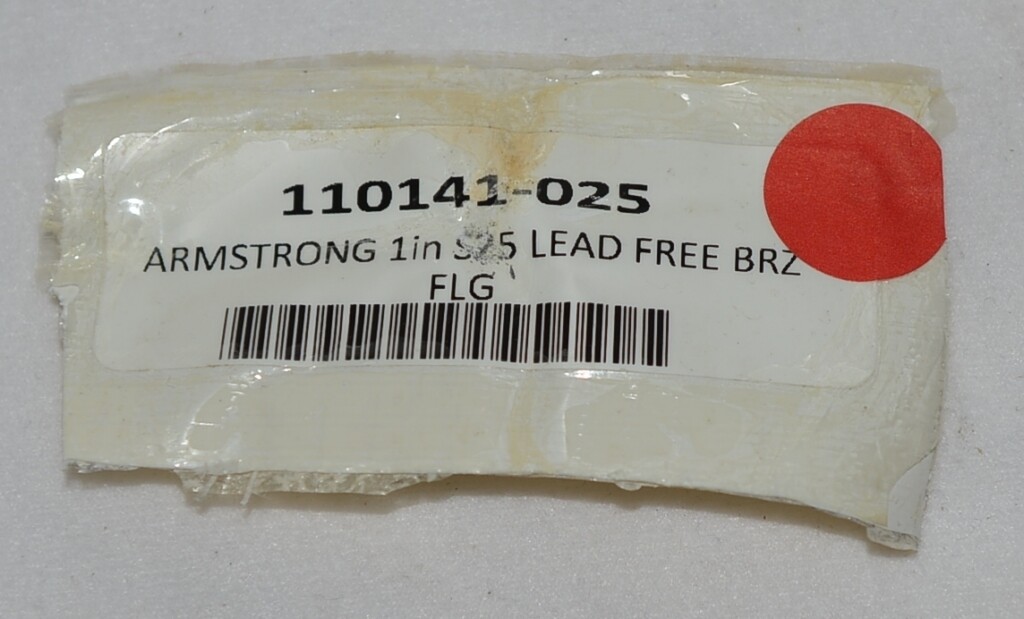 110141-025
ARMSTRONG 1in LEAD FREE BRZ
FLG